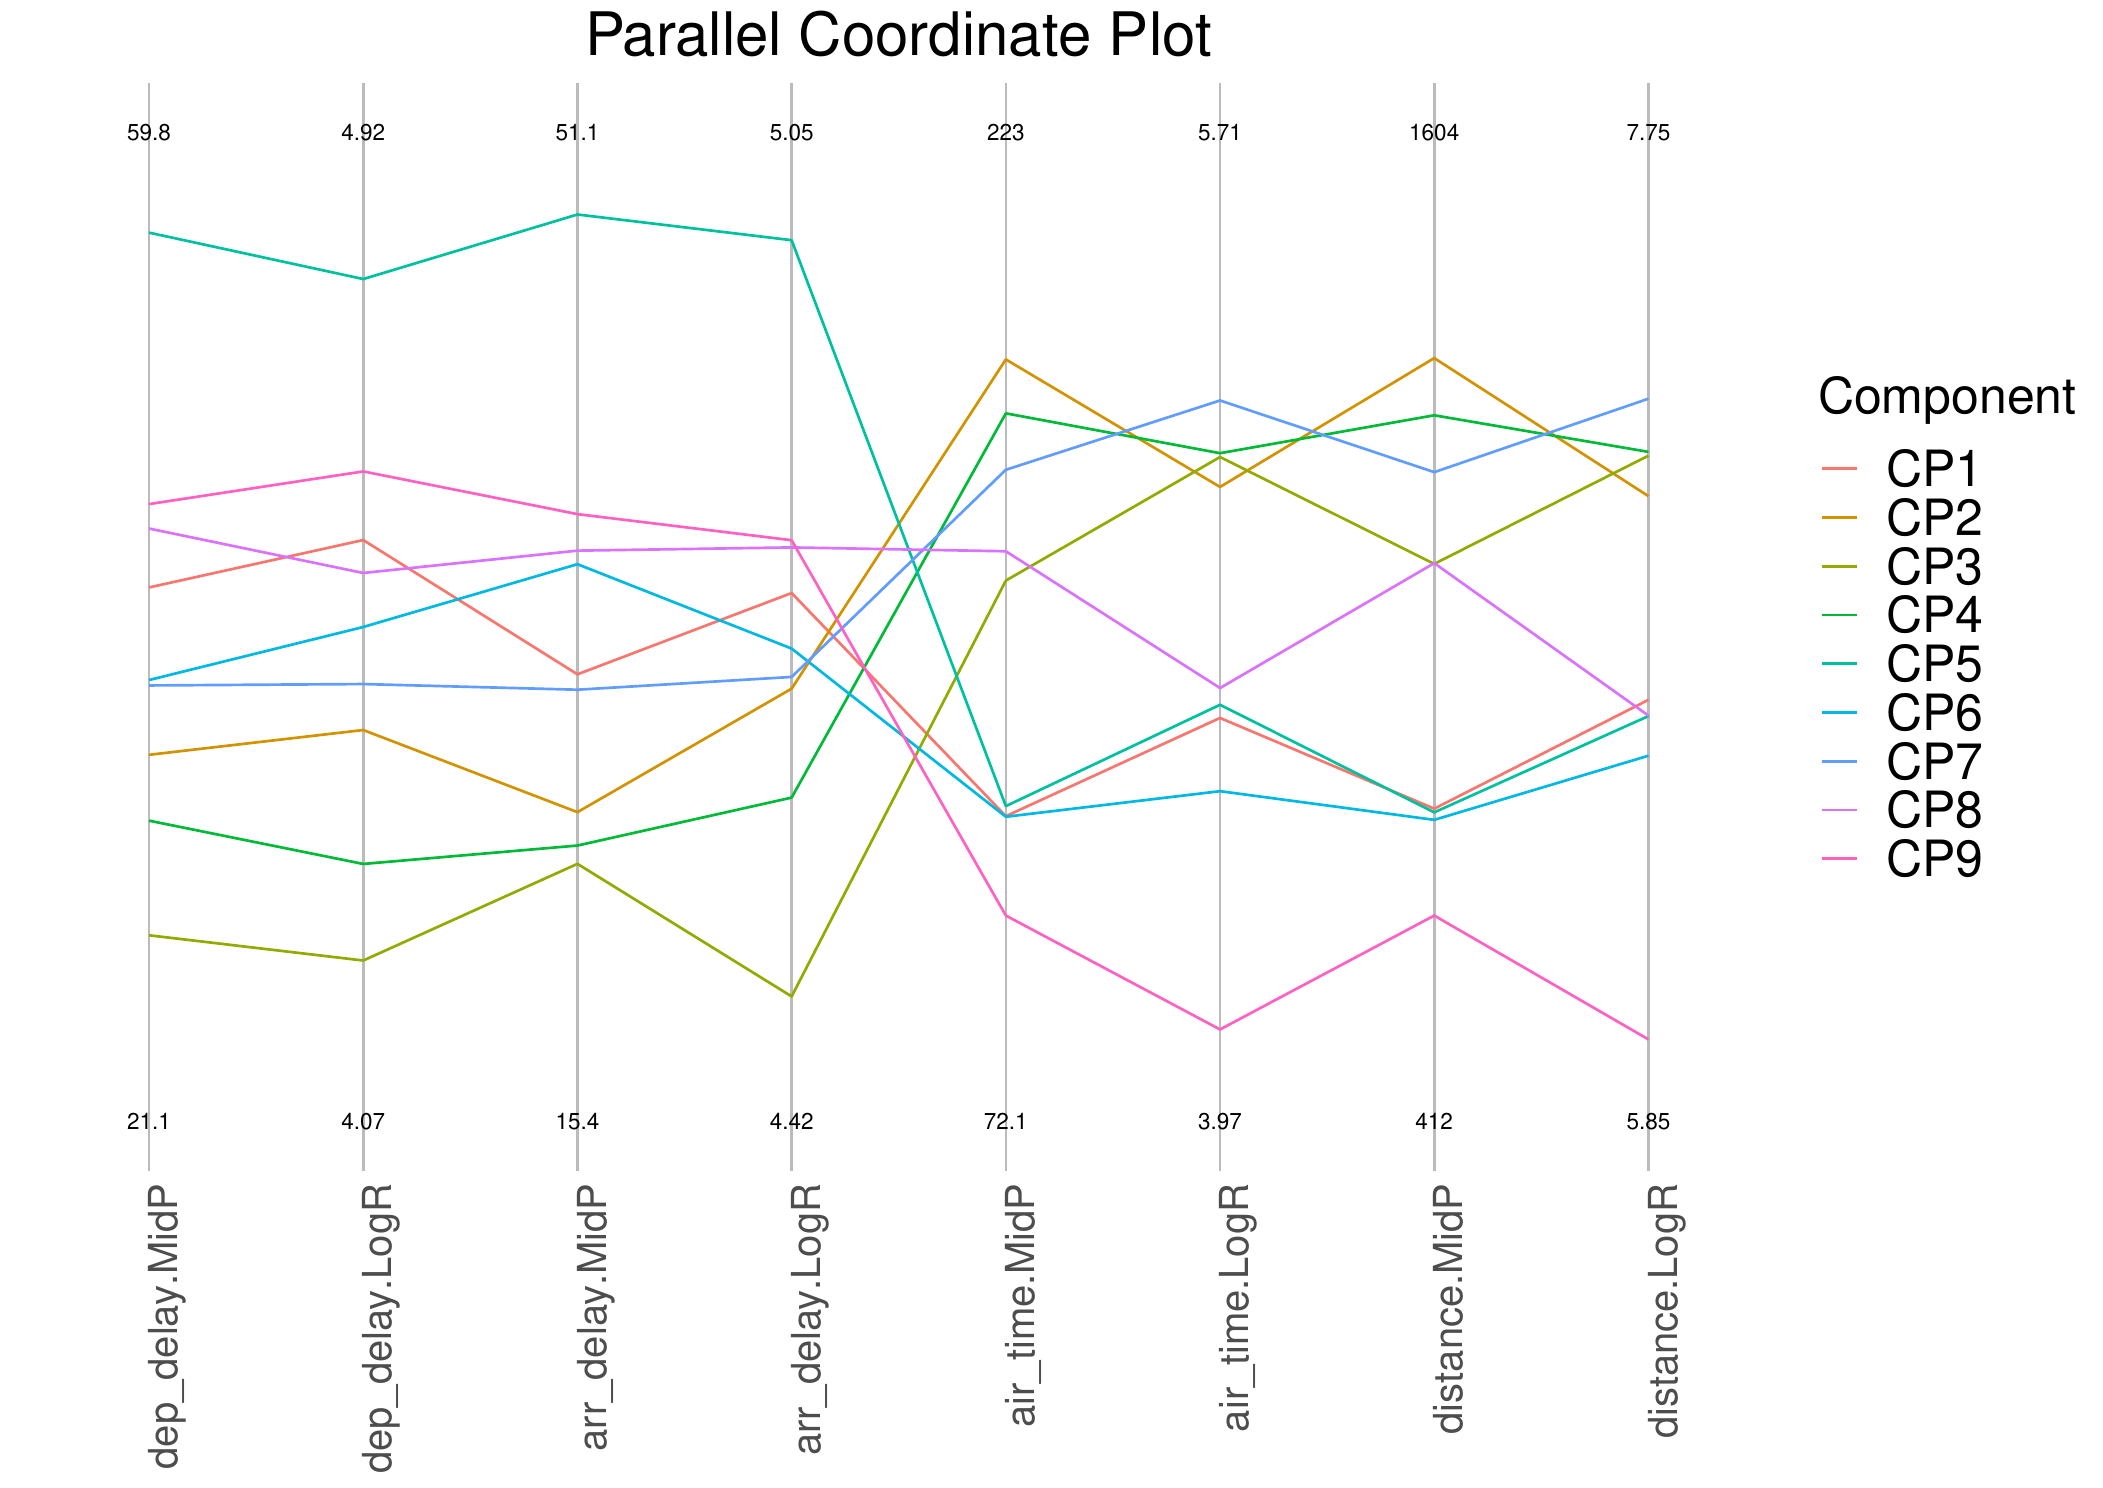 Parallel Coordinate Plot
59.8 4.92 51.1 5.05 223 5.71 1604 7.75
21.1 4.07 15.4 4.42 72.1 3.97 412 5.85
dep_delay.MidP
dep_delay.LogR
arr_delay.MidP
arr_delay.LogR
air_time.MidP
air_time.LogR
distance.MidP
distance.LogR
Component
CP1
CP2
CP3
CP4
CP5
CP6
CP7
CP8
CP9